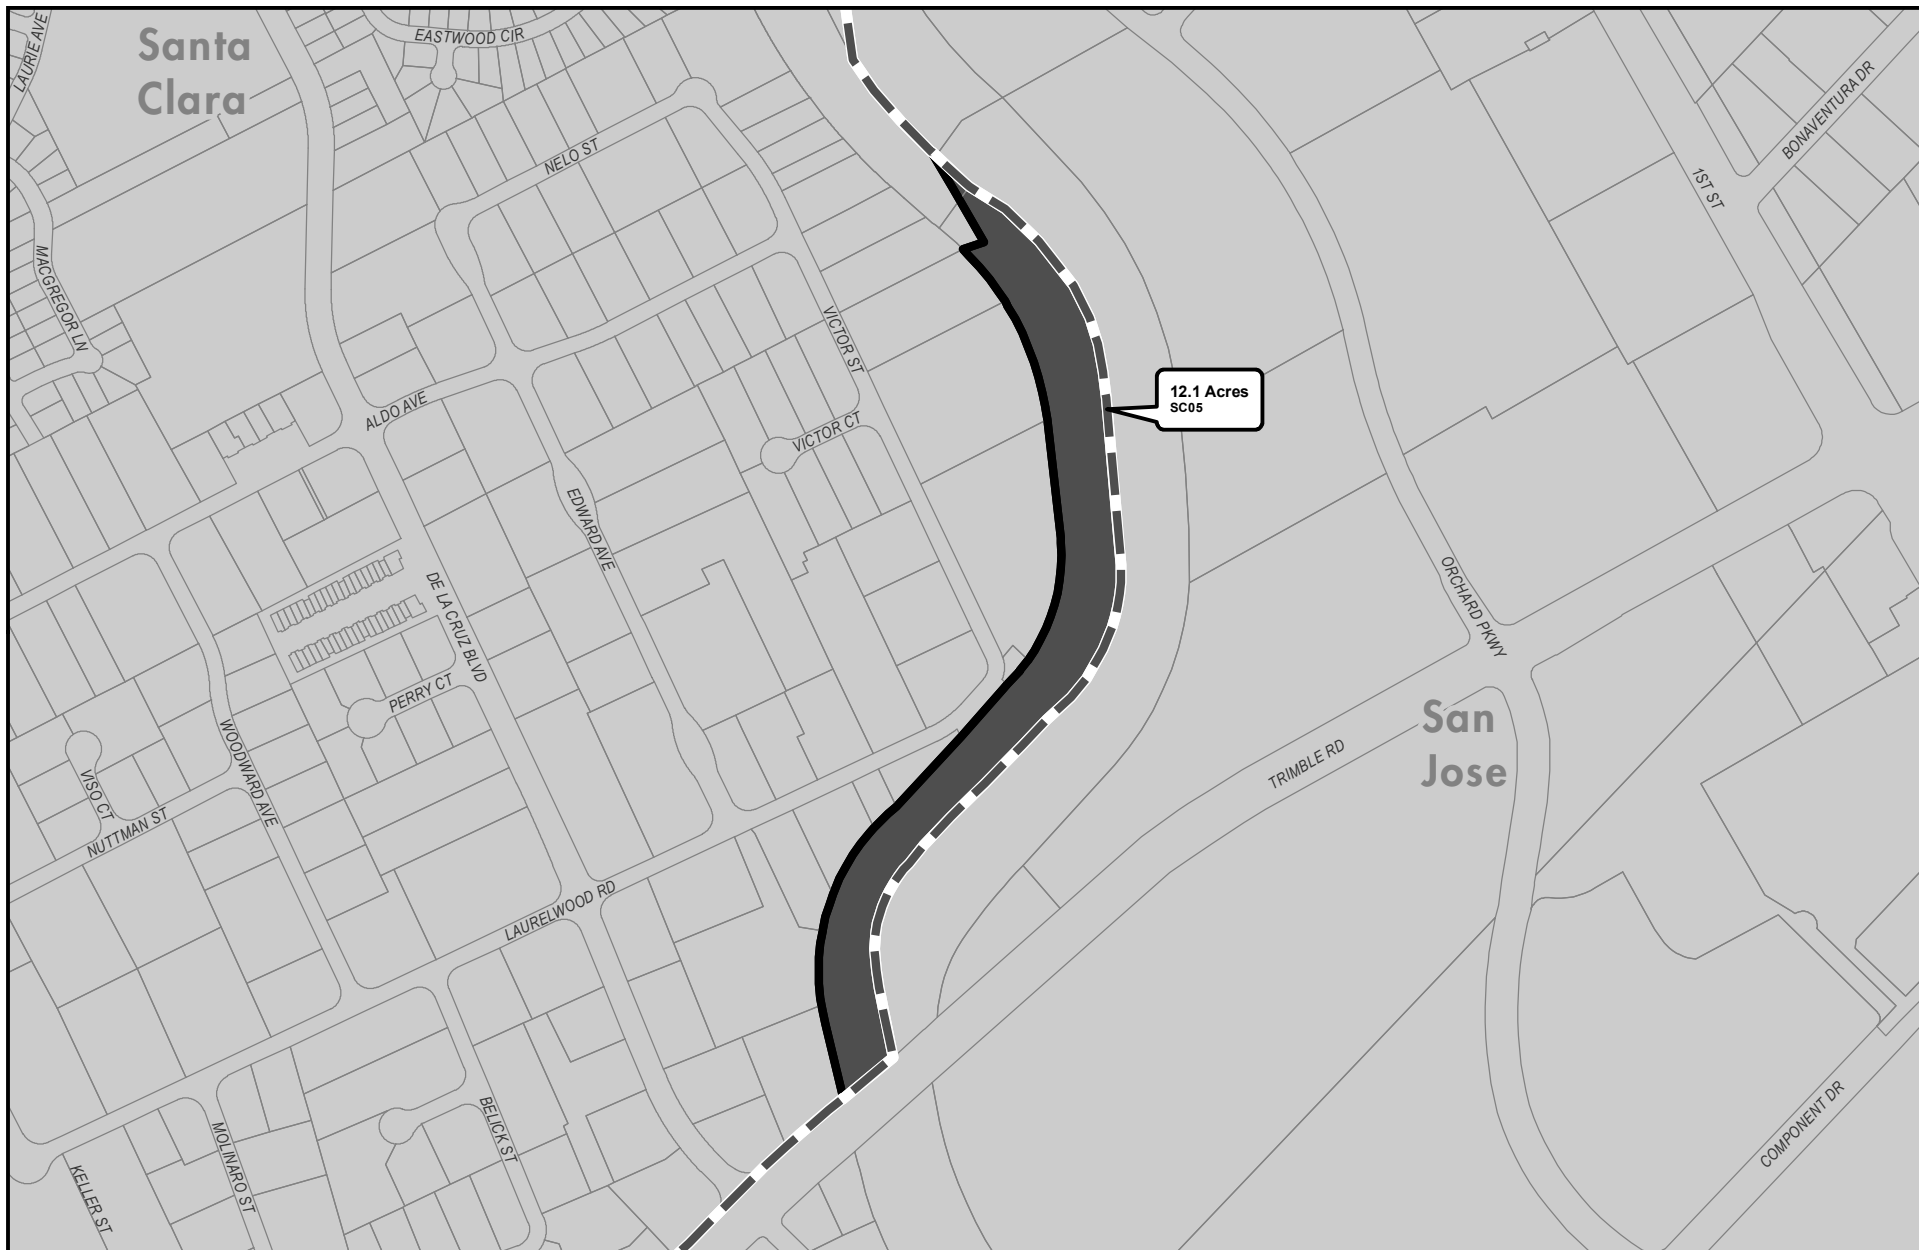 LAURIE AVE
Santa
Clara
EASTWOOD CIR
BONAVENTURA DR
NELO ST
1ST ST
MACGREGOR LN
VICTOR ST
12.1 Acres
SC05
ALDO AVE
VICTOR CT
EDWARD AVE
ORCHARD PKWY
DE LA CRUZ BLVD
PERRY CT
San
Jose
WOODWARD AVE
TRIMBLE RD
VISO CT
NUTTMAN ST
LAURELWOOD RD
BELICK ST
COMPONENT DR
MOLINARO ST
KELLER ST